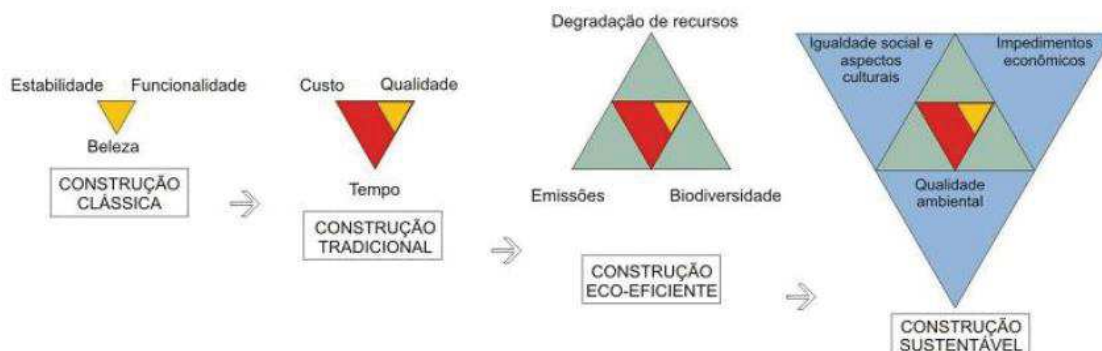 Estabilidade Funcionalidade
Beleza
CONSTRUÇÃO
CLÁSSICA
Custo Qualidade
Tempo
CONSTRUÇÃO
TRADICIONAL
Degradação de recursos
Emissões Biodiversidade
CONSTRUÇÃO
ECO-EFICIENTE
Igualdade social e
aspectos
culturais
Impedimentos
econômicos
Qualidade
ambiental
CONSTRUÇÃO
SUSTENTÁVEL